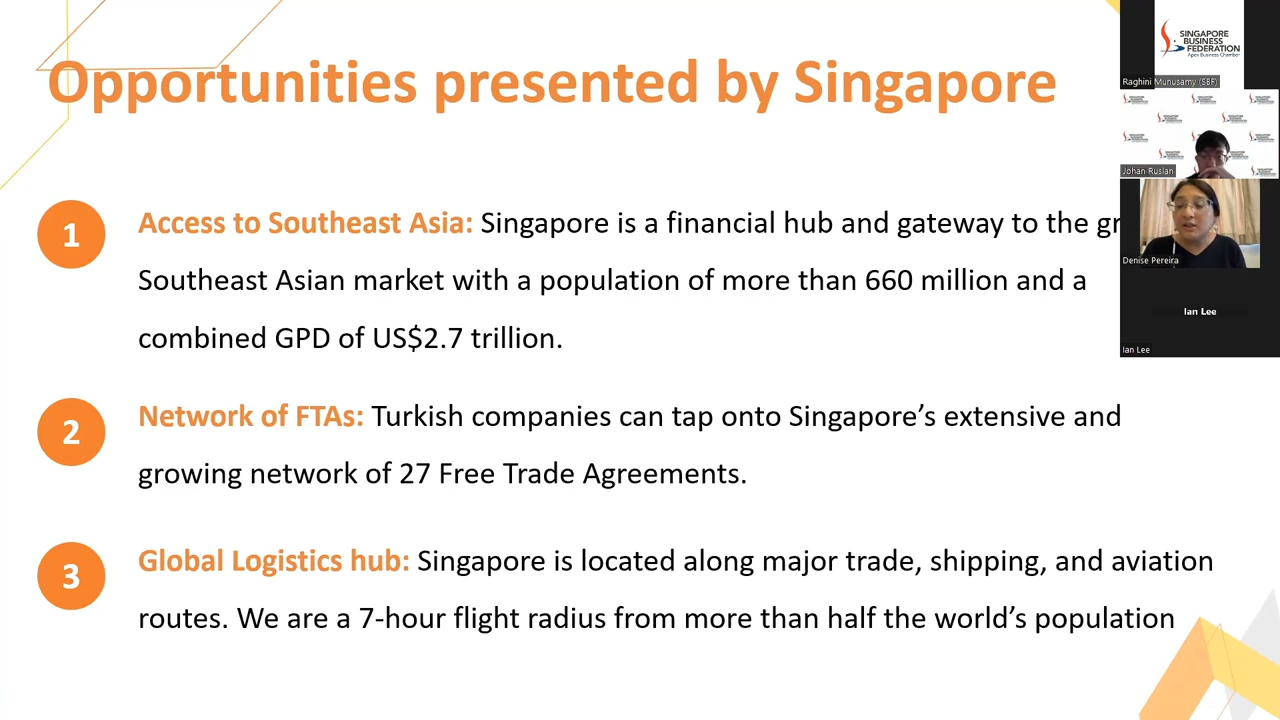 Opportunities presented by Singapore
1
Access to Southeast Asia: Singapore is a financial hub and gateway to the
Southeast Asian market with a population of more than 660 million and a
combined GPD of US$2.7 trillion.
2
Network of FTAs: Turkish companies can tap onto Singapore's extensive and
growing network of 27 Free Trade Agreements.
3
Global Logistics hub: Singapore is located along major trade, shipping, and aviation
routes. We are a 7-hour flight radius from more than half the world's population
SINGAPORE
BUSINESS
FEDERATION
Apex Business Chamber
Raghini Munusamy (SBF)
Johan Ruslan
Denise Pereira
Ian Lee
Ian Lee